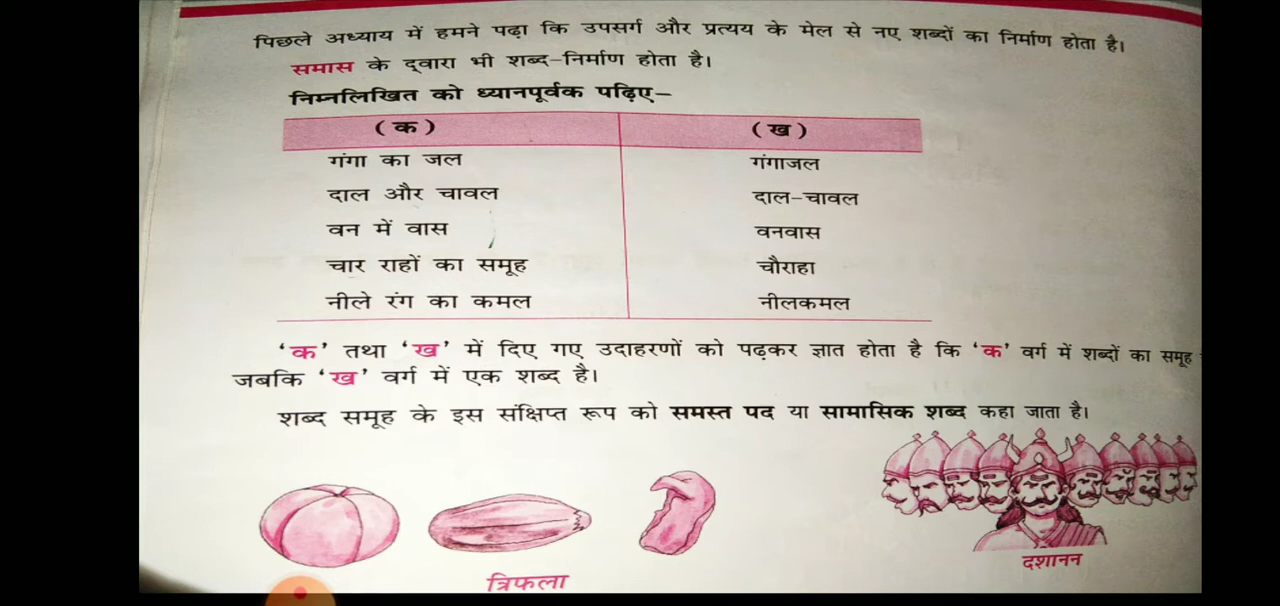 पिछले अध्याय में हमने पढ़ा कि उपसर्ग और प्रत्यय के मेल से नए शब्दों का निर्माण होता है।
समास के द्वारा भी शब्द-निर्माण होता है।
निम्नलिखित को ध्यानपूर्वक पढ़िए-
(क) (ख)
गंगा का जल गंगाजल
दाल और चावल दाल-चावल
वन में वास वनवास
चार राहों का समूह चौराहा
नीले रंग का कमल नीलकमल
'क' तथा 'ख' में दिए गए उदाहरणों को पढ़कर ज्ञात होता है कि 'क' वर्ग में शब्दों का समूह
जबकि 'ख' वर्ग में एक शब्द है।
शब्द समूह के इस संक्षिप्त रूप को समस्त पद या सामासिक शब्द कहा जाता है।
त्रिफला
दशानन